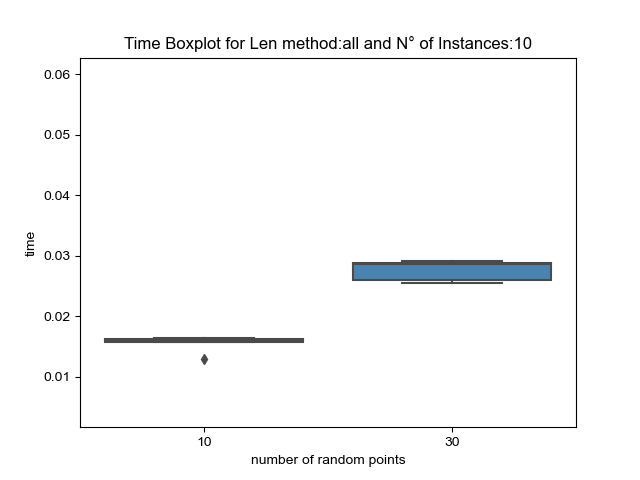 Time Boxplot for Len method:all and N° of Instances:10
0.06
0.05
0.04
0.03
0.02
0.01
time
10
30
number of random points